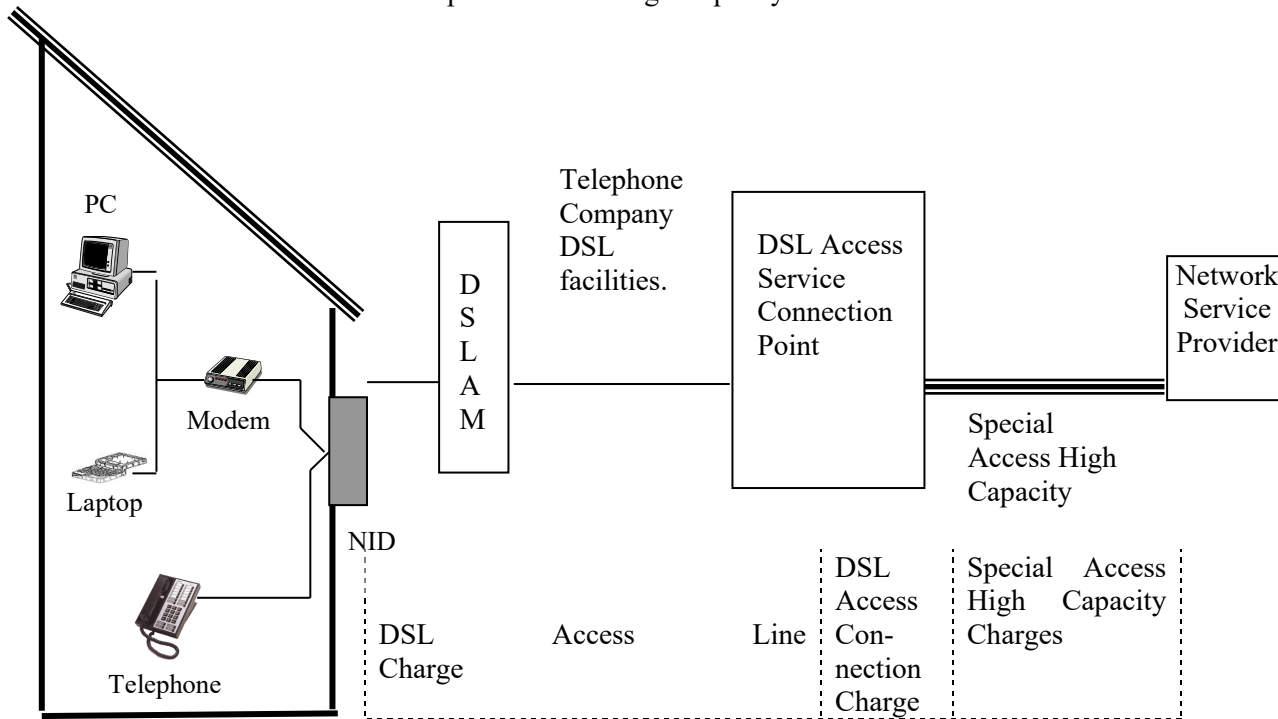 PC
Modem
Laptop
Telephone
NID
D
S
L
A
M
Telephone
Company
DSL
facilities.
DSL Access
Service
Connection
Point
Special
Access High
Capacity
Network
Service
Provider
DSL Access Line
Charge
DSL
Access
Con-
nection
Charge
Special Access
High Capacity
Charges